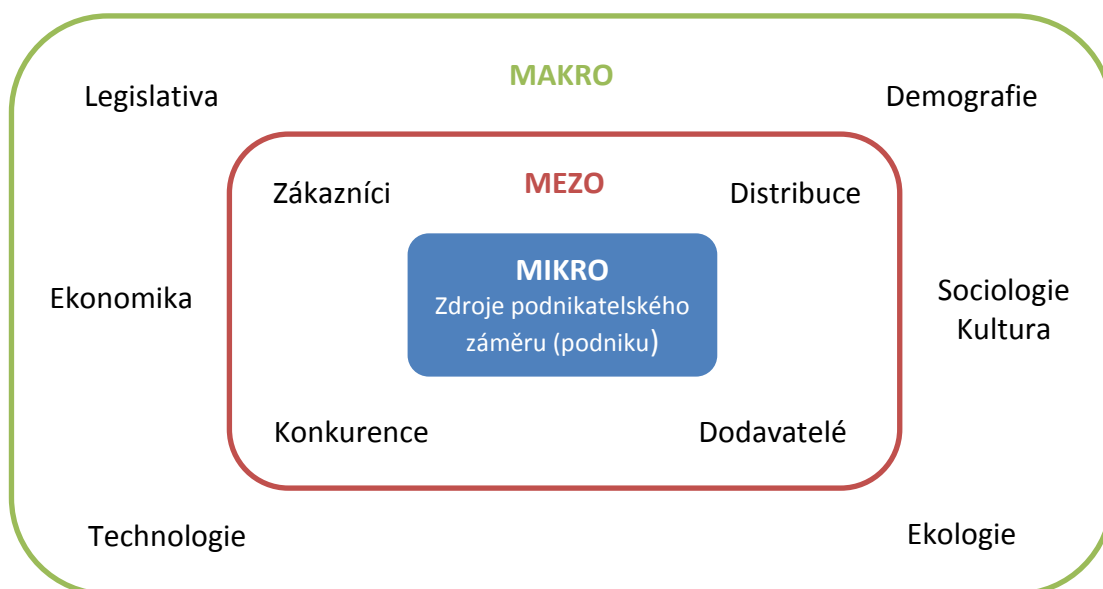 MAKRO
Legislativa
Demografie
Zákazníci
MEZO
Distribuce
MIKRO
Zdroje podnikatelského
záměru (podniku)
Ekonomika
Sociologie
Kultura
Konkurence
Dodavatelé
Technologie
Ekologie